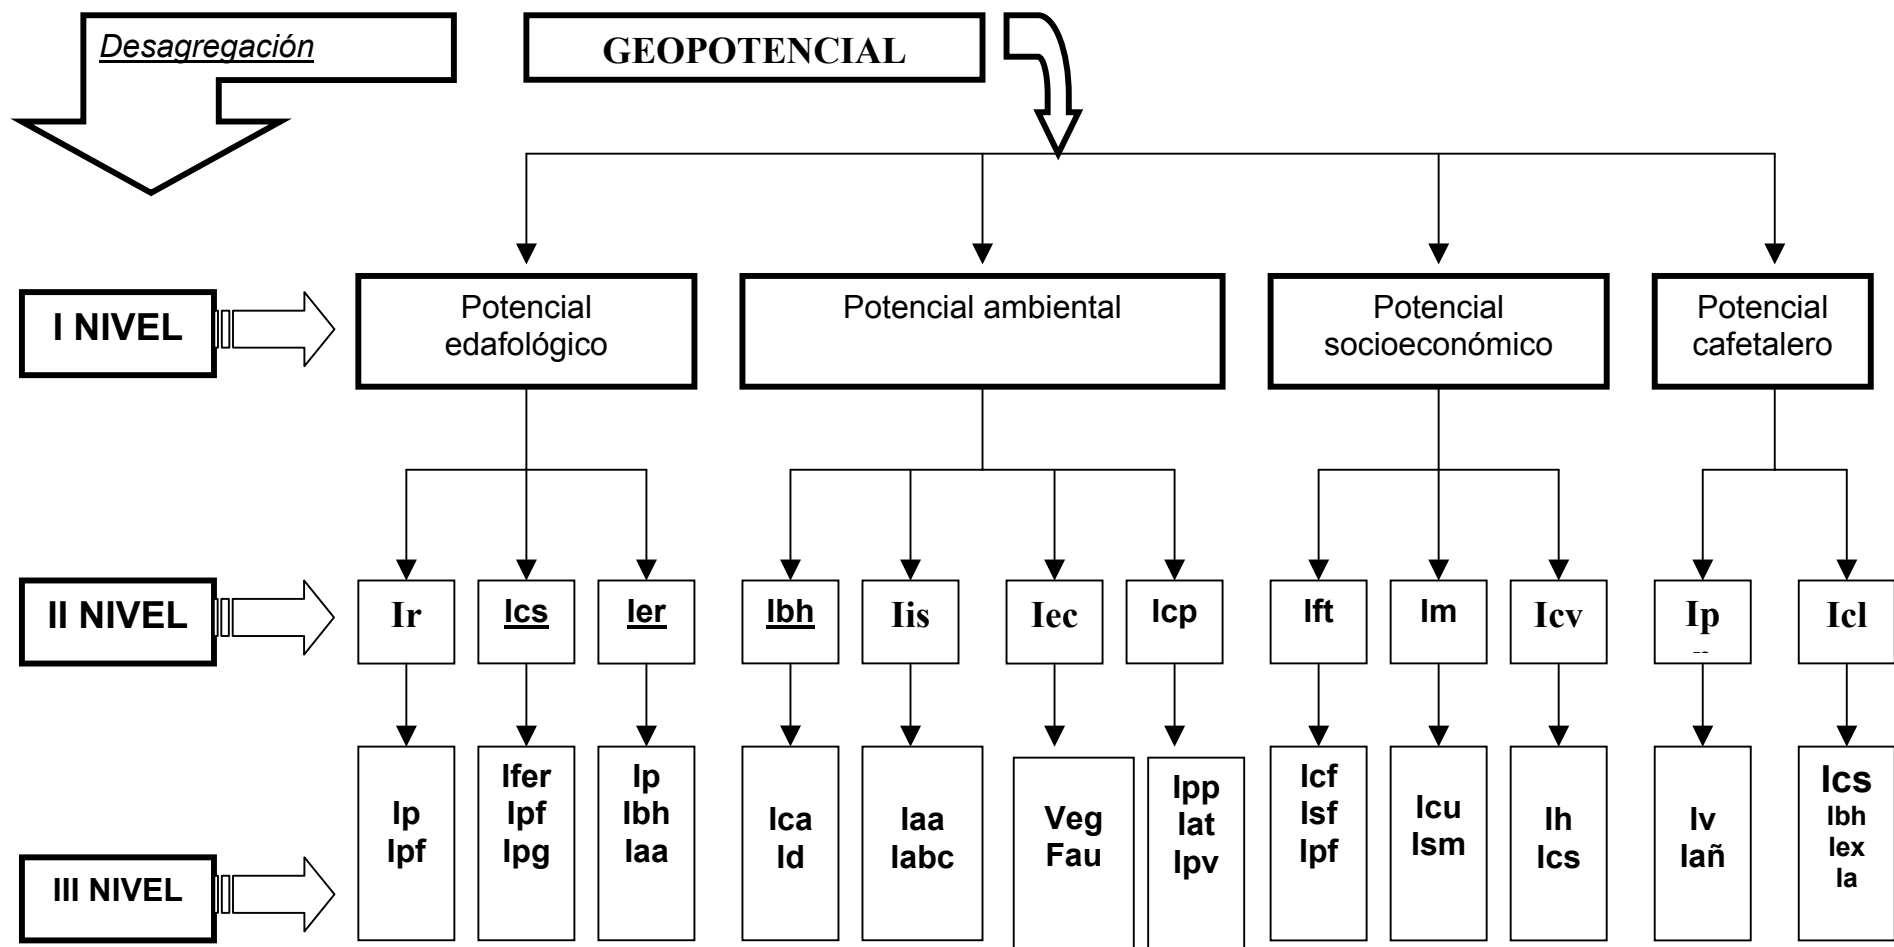 Desagregación
GEOPOTENCIAL
I NIVEL
Potencial
edafológico
Potencial ambiental
Potencial
socioeconómico
Potencial
cafetalero
II NIVEL
Ir
Ics
Ier
Ibh
Iis
Iec
Icp
Ift
Im
Icv
Ip
Icl
III NIVEL
Ip
Ipf
Ifer
Ipf
Ipg
Ip
Ibh
Iaa
Ica
Id
Iaa
Iabc
Veg
Fau
Ipp
Iat
Ipv
Icf
Isf
Ipf
Icu
Ism
Ih
Ics
Iv
Iañ
Ics
Ibh
Iex
Ia